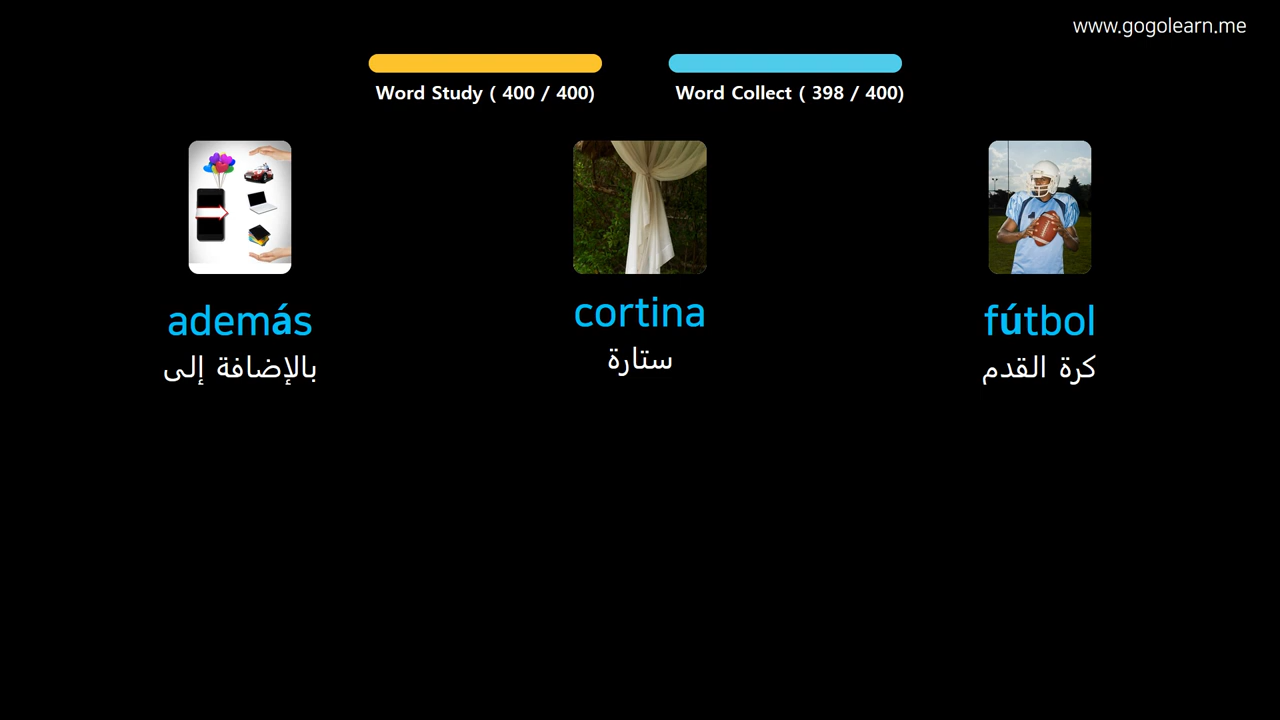 www.gogolearn.me
Word Study ( 400 / 400)
Word Collect ( 398 / 400)
además
بالإضافة إلى
cortina
ستارة
fútbol
كرة القدم